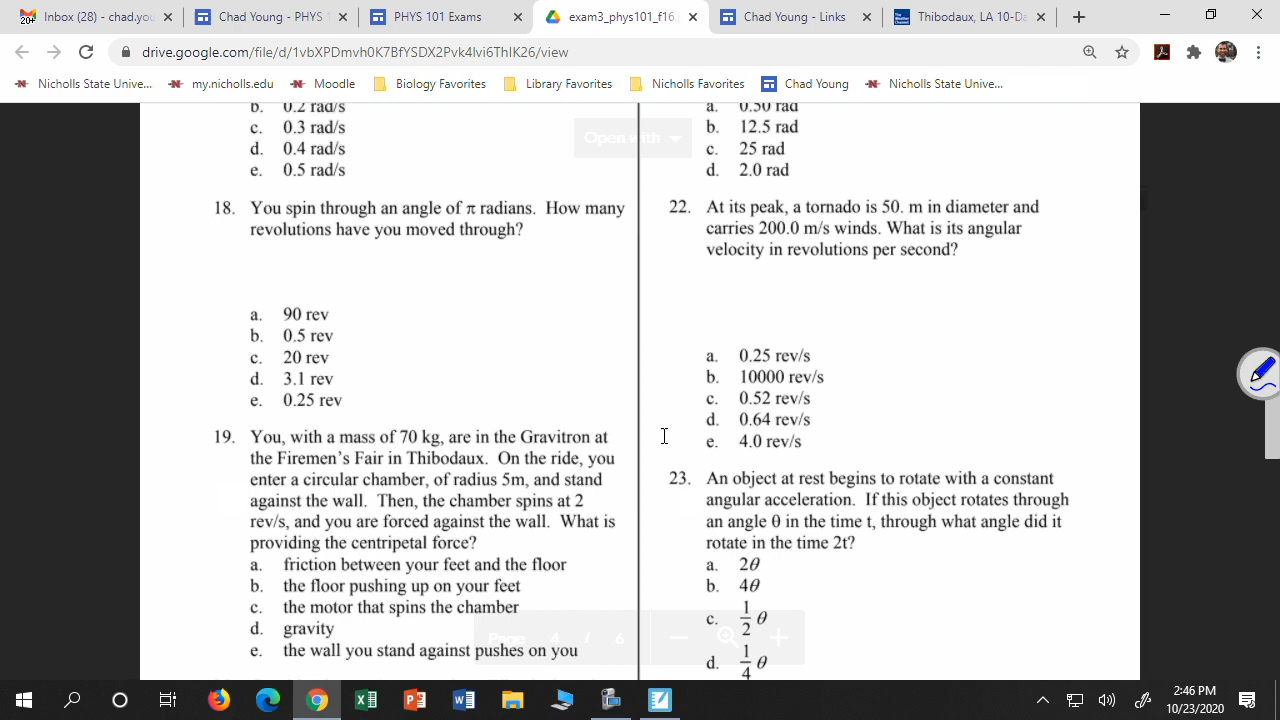 Inbox (28) - chad.you
Chad Young - PHYS 1
PHYS 101 Exams
exam3_phys101_f16.
Chad Young - Links
Thibodaux, LA 10-Da
drive.google.com/file/d/1vbXPDmvh0K7BfYSDX2Pvk4lvi6ThIK26/view
Nicholls State Unive...
my.nicholls.edu
Moodle
Biology Favorites
Library Favorites
Nicholls Favorites
Chad Young
Nicholls State Unive...
Open with
b. 0.2 rad/s
c. 0.3 rad/s
d. 0.4 rad/s
e. 0.5 rad/s
18. You spin through an angle of π radians. How many
revolutions have you moved through?
a. 90 rev
b. 0.5 rev
c. 20 rev
d. 3.1 rev
e. 0.25 rev
19. You, with a mass of 70 kg, are in the Gravitron at
the Firemen's Fair in Thibodaux. On the ride, you
enter a circular chamber, of radius 5m, and stand
against the wall. Then, the chamber spins at 2
rev/s, and you are forced against the wall. What is
providing the centripetal force?
a. friction between your feet and the floor
b. the floor pushing up on your feet
c. the motor that spins the chamber
d. gravity
e. the wall you stand against pushes on you
a. 0.50 rad
b. 12.5 rad
c. 25 rad
d. 2.0 rad
22. At its peak, a tornado is 50. m in diameter and
carries 200.0 m/s winds. What is its angular
velocity in revolutions per second?
a. 0.25 rev/s
b. 10000 rev/s
c. 0.52 rev/s
d. 0.64 rev/s
e. 4.0 rev/s
23. An object at rest begins to rotate with a constant
angular acceleration. If this object rotates through
an angle θ in the time t, through what angle did it
rotate in the time 2t?
a. 2θ
b. 4θ
c. 1/2 θ
d. 1/4 θ
Page 4 / 6
2:46 PM
10/23/2020